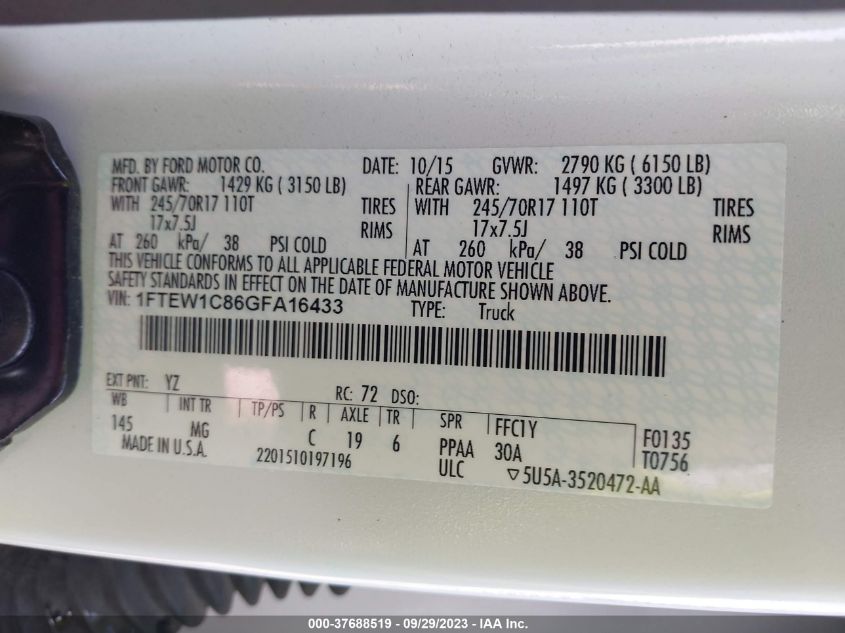 MFD. BY FORD MOTOR CO. DATE: 10/15 GVWR: 2790 KG ( 6150 LB)
FRONT GAWR: 1429 KG ( 3150 LB) REAR GAWR: 1497 KG ( 3300 LB)
WITH 245/70R17 110T TIRES WITH 245/70R17 110T TIRES
17x7.5J RIMS 17x7.5J RIMS
AT 260 kPa/ 38 PSI COLD AT 260 kPa/ 38 PSI COLD
THIS VEHICLE CONFORMS TO ALL APPLICABLE FEDERAL MOTOR VEHICLE
SAFETY STANDARDS IN EFFECT ON THE DATE OF MANUFACTURE SHOWN ABOVE.
VIN: 1FTEW1C86GFA16433 TYPE: Truck
EXT PNT: YZ RC: 72 DSO:
WB INT TR TP/PS R AXLE TR SPR FFC1Y F0135
145 MG C 19 6 PPAA 30A T0756
MADE IN U.S.A. 2201510197196 ULC ▽5U5A-3520472-AA
000-37688519 - 09/29/2023 - IAA Inc.